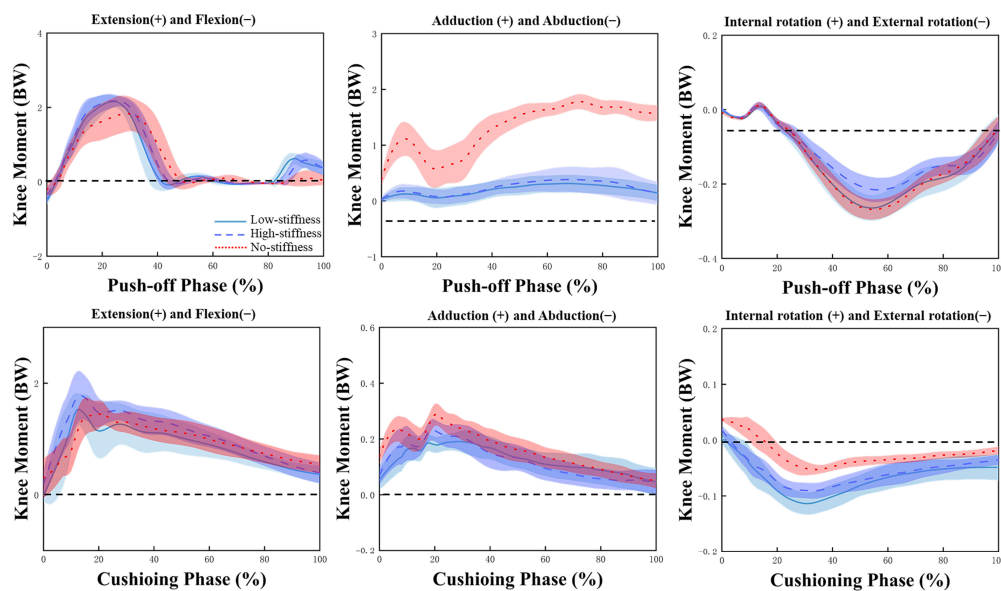 Extension(+) and Flexion(−)
Adduction (+) and Abduction(−)
Internal rotation (+) and External rotation(−)
Knee Moment (BW)
4
2
0
−2
0
20
40
60
80
100
Push-off Phase (%)
Low-stiffness
High-stiffness
No-stiffness
Knee Moment (BW)
3
2
1
0
−1
0
20
40
60
80
100
Push-off Phase (%)
Knee Moment (BW)
0.2
0.0
−0.2
−0.4
0
20
40
60
80
10
Push-off Phase (%)
Extension(+) and Flexion(−)
Adduction (+) and Abduction(−)
Internal rotation (+) and External rotation(−)
Knee Moment (BW)
2
0
0
20
40
60
80
100
Cushioing Phase (%)
Knee Moment (BW)
0.6
0.4
0.2
0.0
−0.2
0
20
40
60
80
100
Cushioing Phase (%)
Knee Moment (BW)
0.2
0.1
0.0
−0.1
−0.2
0
20
40
60
80
100
Cushioning Phase (%)